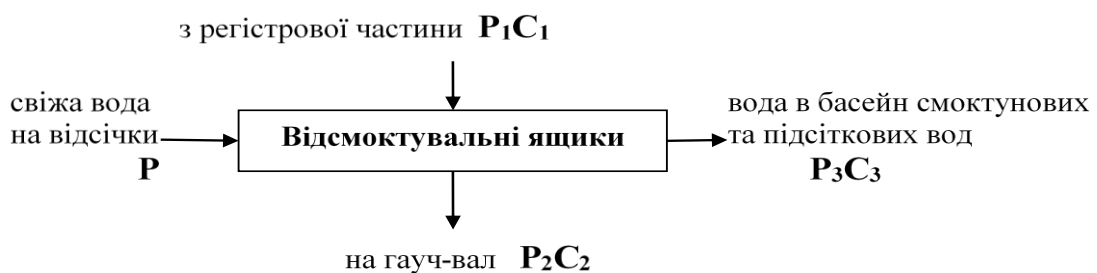 з регістрової частини P₁C₁
свіжа вода
на відсічки
P
Відсмоктувальні ящики
вода в басейн смоктунових
та підсіткових вод
P₃C₃
на гауч-вал P₂C₂